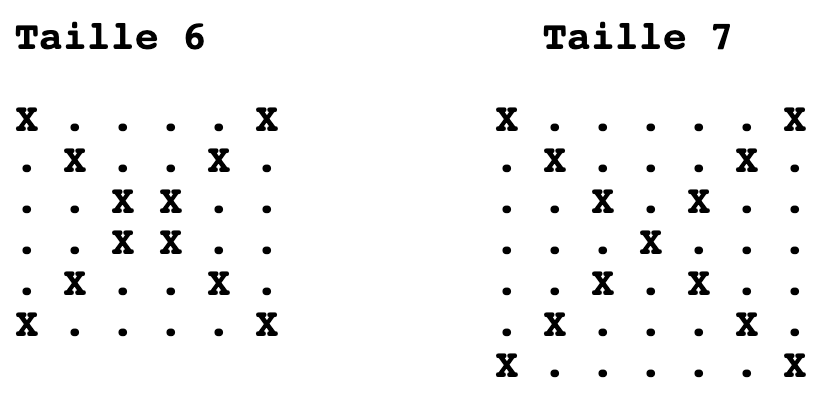 Taille 6
X . . . . X
. X . . X .
. . X X . .
. . X X . .
. X . . X .
X . . . . X
Taille 7
X . . . . . X
. X . . . X .
. . X . X . .
. . . X . . .
. . X . X . .
. X . . . X .
X . . . . . X